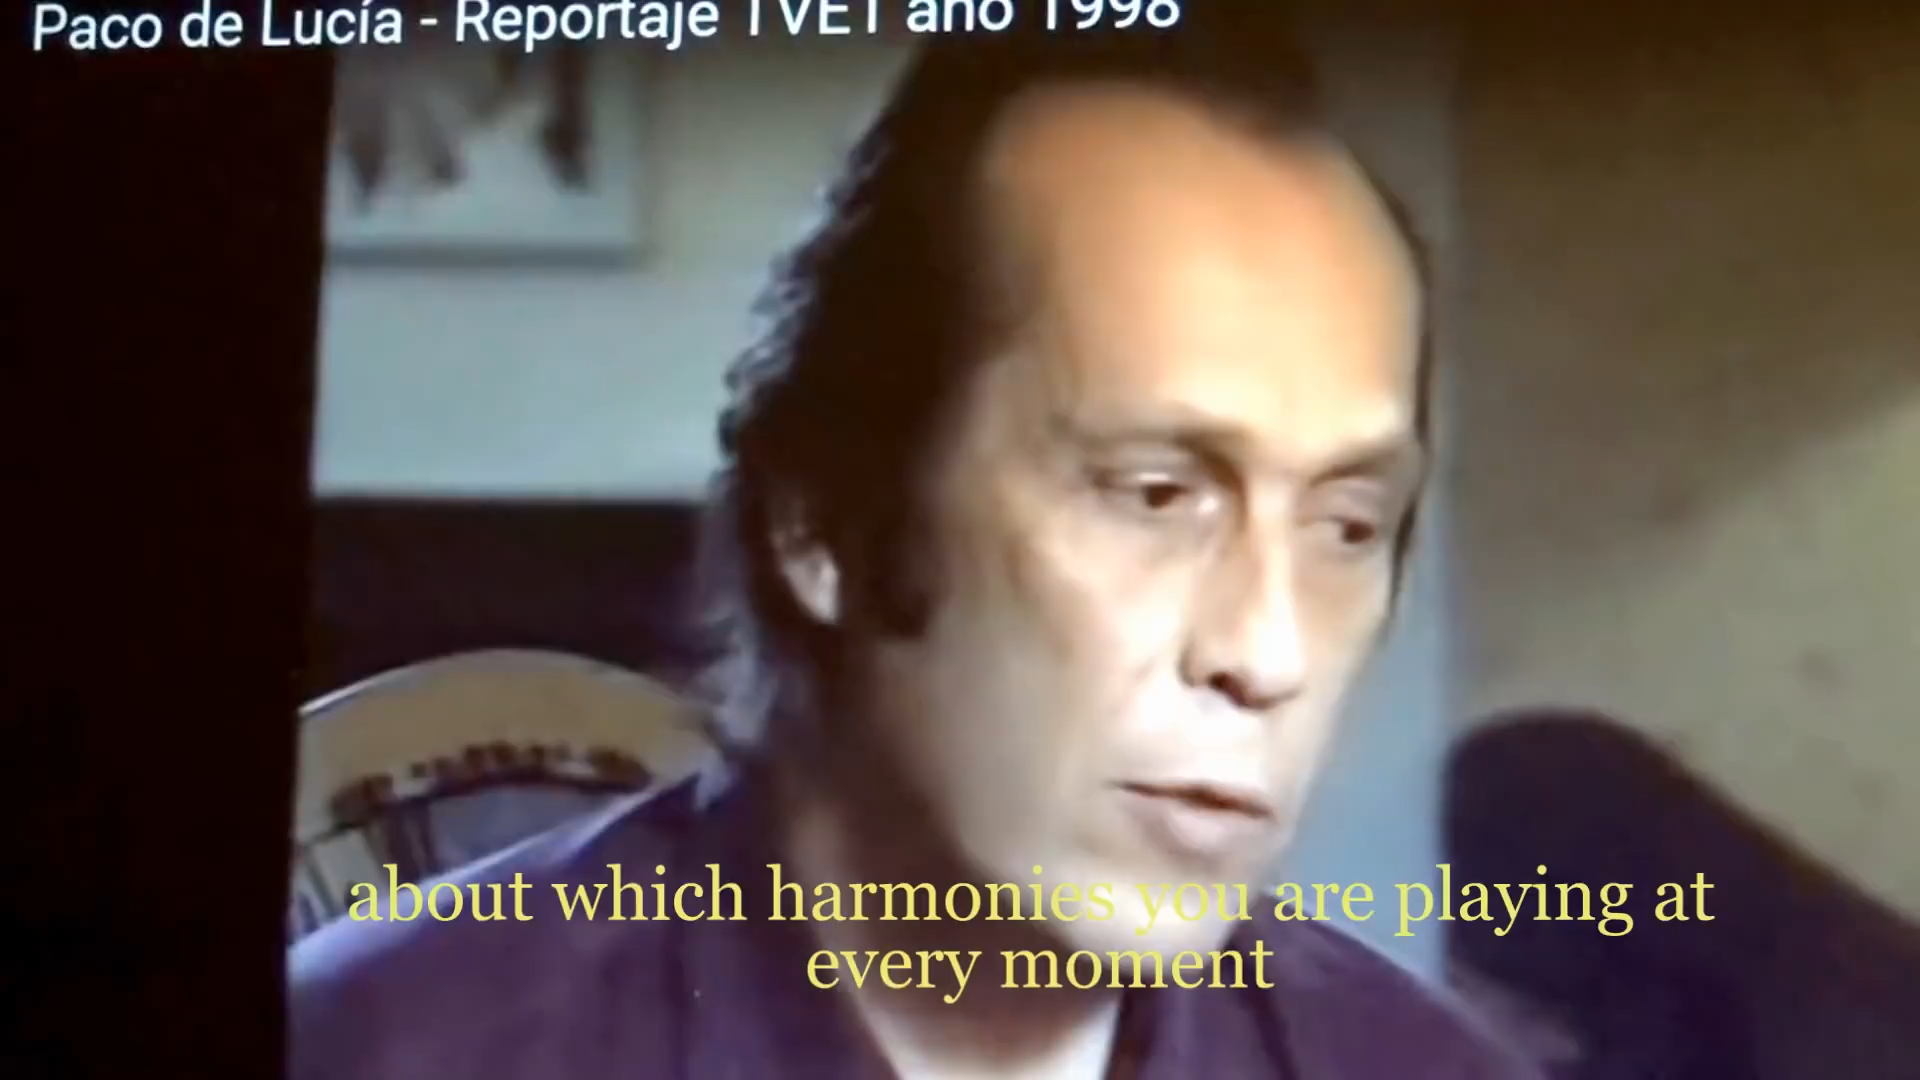 Paco de Lucía - Reportaje TVE1 año 1998
about which harmonies you are playing at
every moment